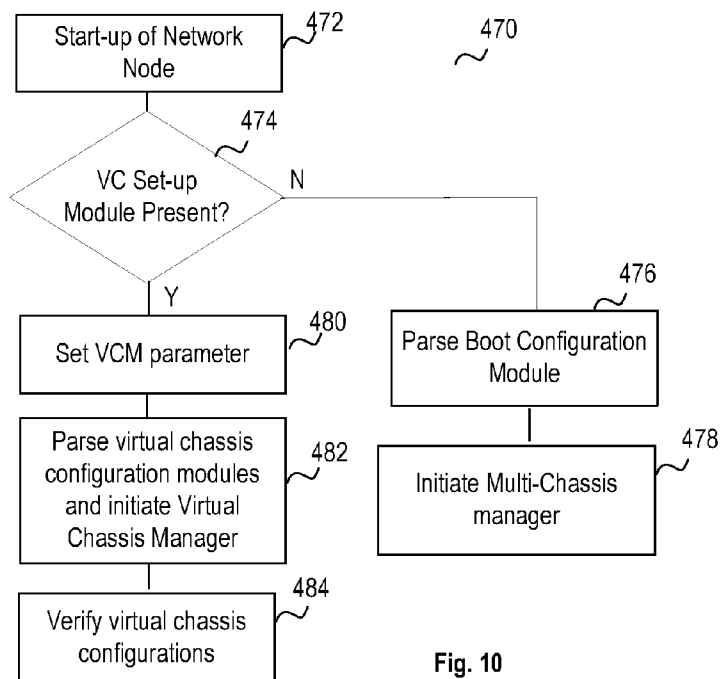 Start-up of Network
Node
472
470
474
VC Set-up
Module Present?
N
Y
476
480
Set VCM parameter
Parse Boot Configuration
Module
Parse virtual chassis
configuration modules
and initiate Virtual
Chassis Manager
482
478
Initiate Multi-Chassis
manager
484
Verify virtual chassis
configurations
Fig. 10